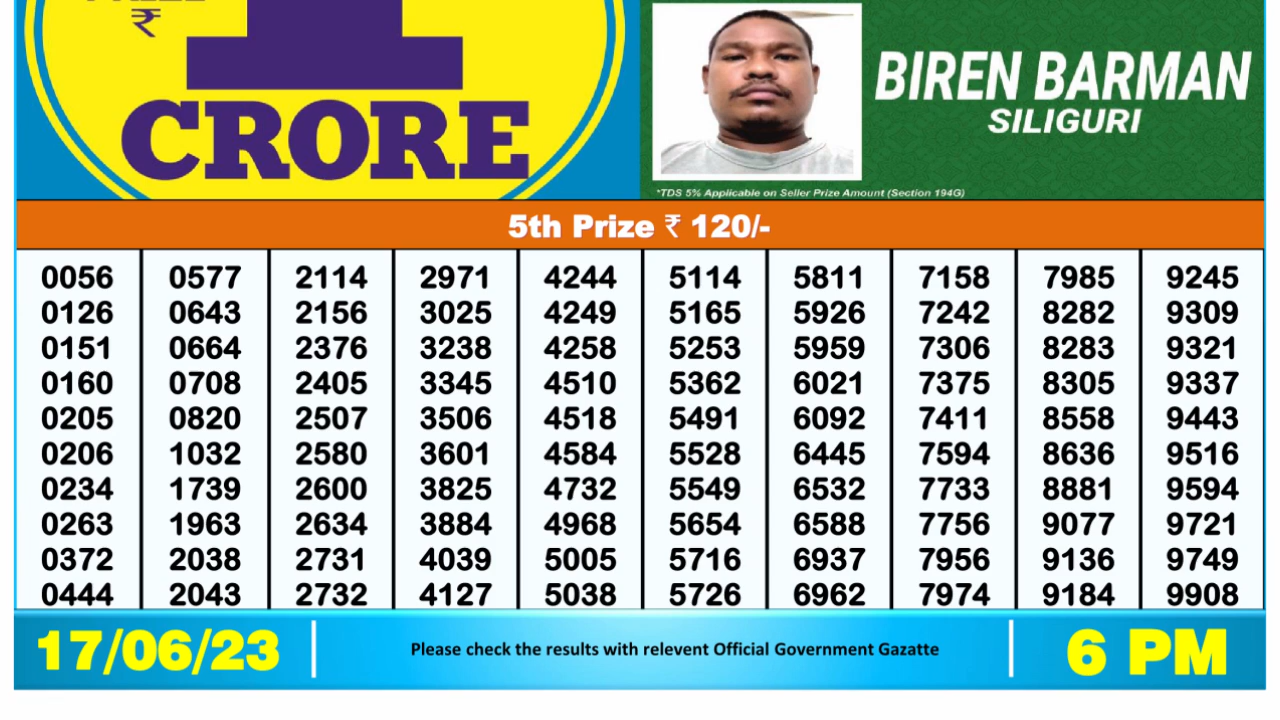 ₹
CRORE
BIREN BARMAN
SILIGURI
*TDS 5% Applicable on Seller Prize Amount (Section 194G)
5th Prize ₹ 120/-
0056 0577 2114 2971 4244 5114 5811 7158 7985 9245
0126 0643 2156 3025 4249 5165 5926 7242 8282 9309
0151 0664 2376 3238 4258 5253 5959 7306 8283 9321
0160 0708 2405 3345 4510 5362 6021 7375 8305 9337
0205 0820 2507 3506 4518 5491 6092 7411 8558 9443
0206 1032 2580 3601 4584 5528 6445 7594 8636 9516
0234 1739 2600 3825 4732 5549 6532 7733 8881 9594
0263 1963 2634 3884 4968 5654 6588 7756 9077 9721
0372 2038 2731 4039 5005 5716 6937 7956 9136 9749
0444 2043 2732 4127 5038 5726 6962 7974 9184 9908
17/06/23 Please check the results with relevent Official Government Gazatte 6 PM